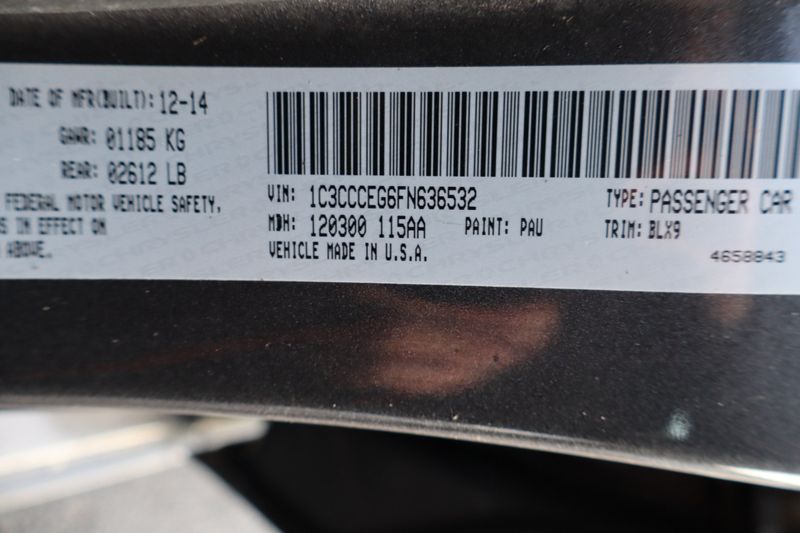 DATE OF MFR(BUILT): 12-14
GAWR: 01185 KG
REAR: 02612 LB
FEDERAL MOTOR VEHICLE SAFETY,
S IN EFFECT ON
ABOVE.
VIN: 1C3CCCEG6FN636532
TYPE: PASSENGER CAR
MDH: 120300 115AA
PAINT: PAU
TRIM: BLX9
VEHICLE MADE IN U.S.A.
4658843